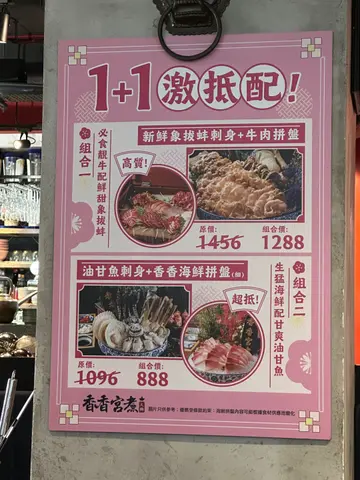 1+1激抵配!
新鮮象拔蚌刺身+牛肉拼盤
組合一
必食靚牛配鮮甜象拔蚌
高質!
原價:
1456
組合價:
1288
油甘魚刺身+香香海鮮拼盤(細)
組合二
生猛海鮮配甘爽油甘魚
超抵!
原價:
1096
組合價:
888
香香宮煮